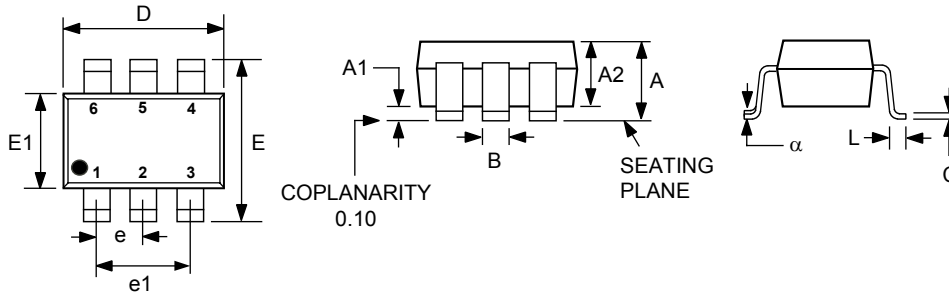 D
6 5 4
E1
E
1 2 3
e
e1
A1
A2
A
B
COPLANARITY
0.10
SEATING
PLANE
α
L